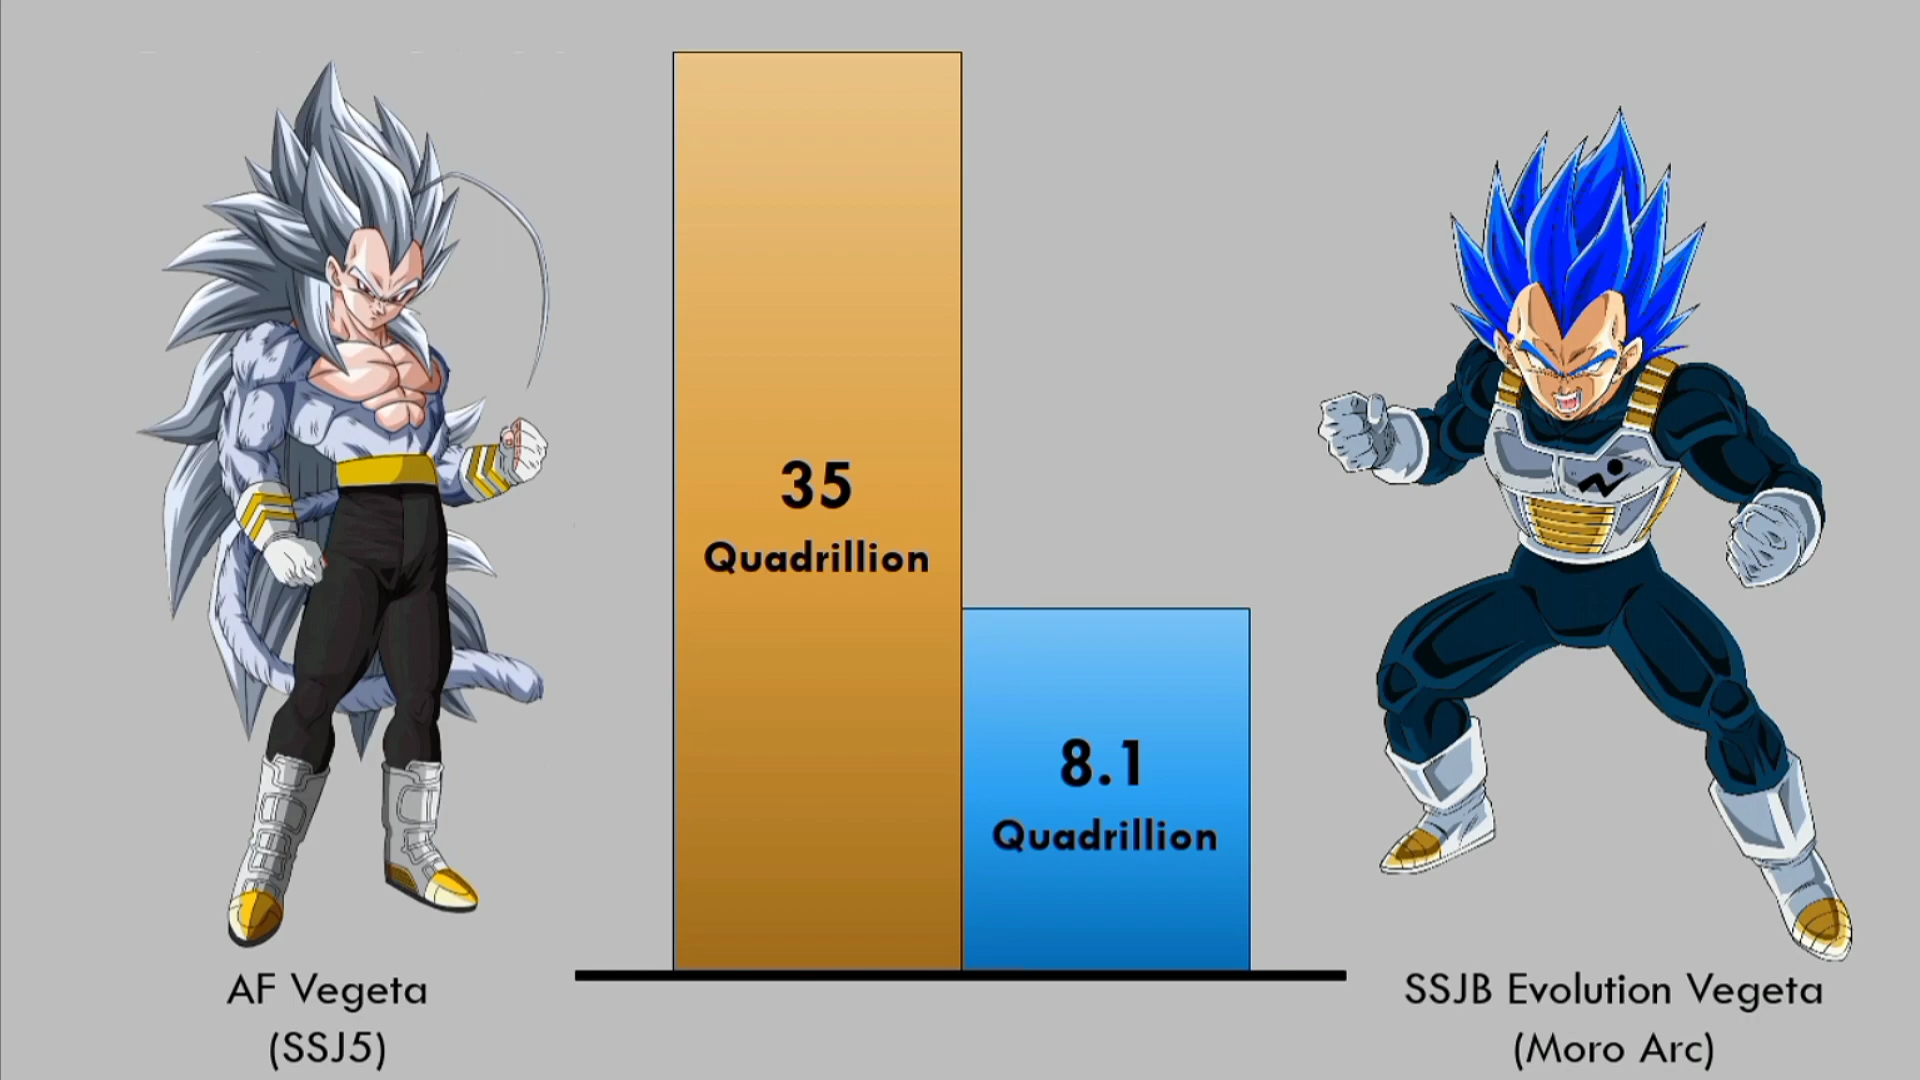 35
Quadrillion
8.1
Quadrillion
AF Vegeta
(SSJ5)
SSJB Evolution Vegeta
(Moro Arc)